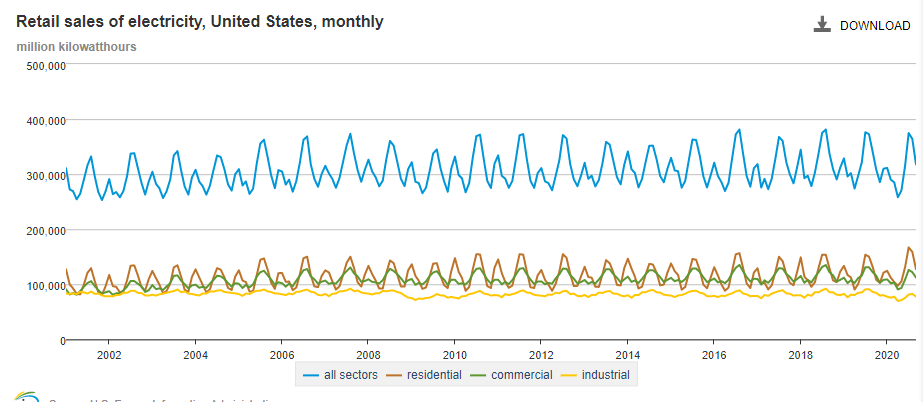 Retail sales of electricity, United States, monthly
DOWNLOAD
million kilowatthours
500,000
400,000
300,000
200,000
100,000
0
2002 2004 2006 2008 2010 2012 2014 2016 2018 2020
all sectors residential commercial industrial